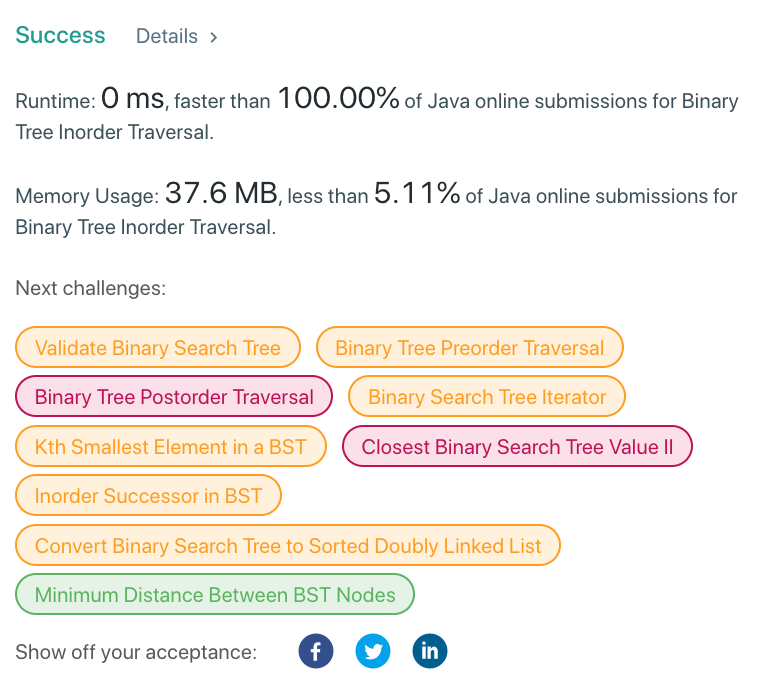 Success Details >
Runtime: 0 ms, faster than 100.00% of Java online submissions for Binary
Tree Inorder Traversal.
Memory Usage: 37.6 MB, less than 5.11% of Java online submissions for
Binary Tree Inorder Traversal.
Next challenges:
Validate Binary Search Tree Binary Tree Preorder Traversal
Binary Tree Postorder Traversal Binary Search Tree Iterator
Kth Smallest Element in a BST Closest Binary Search Tree Value II
Inorder Successor in BST
Convert Binary Search Tree to Sorted Doubly Linked List
Minimum Distance Between BST Nodes
Show off your acceptance: f in